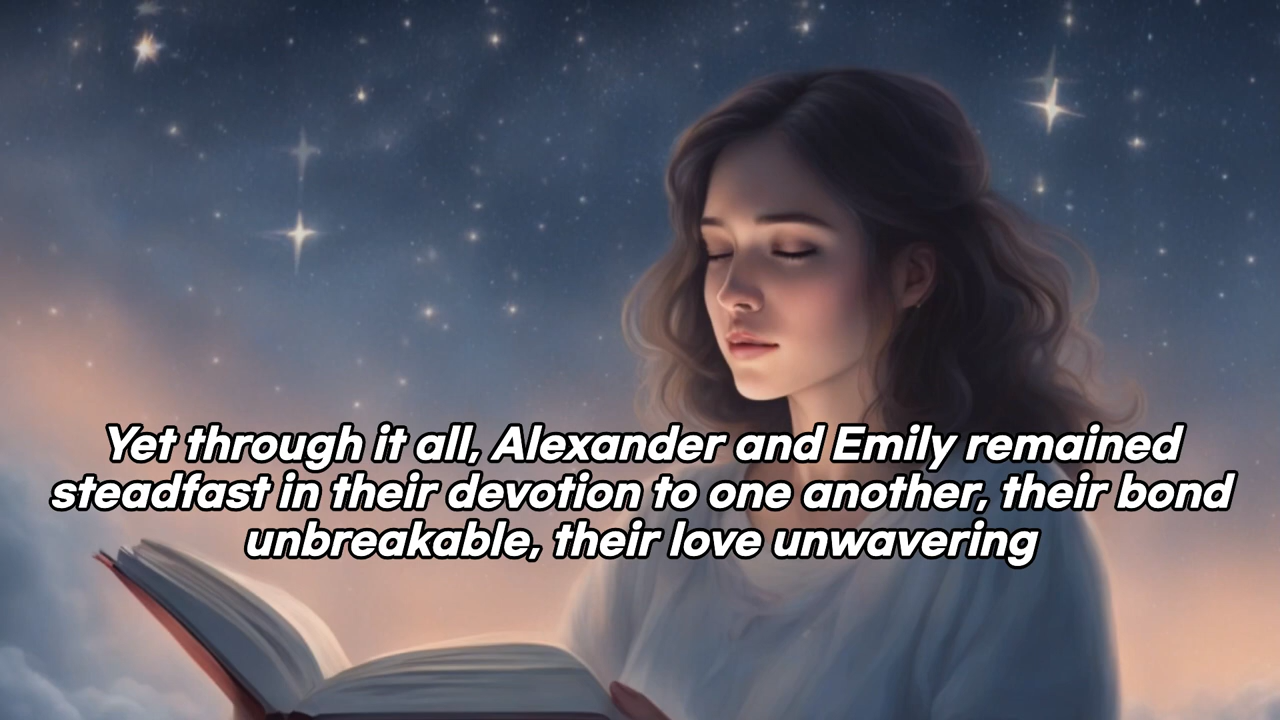 Yet through it all, Alexander and Emily remained
steadfast in their devotion to one another, their bond
unbreakable, their love unwavering